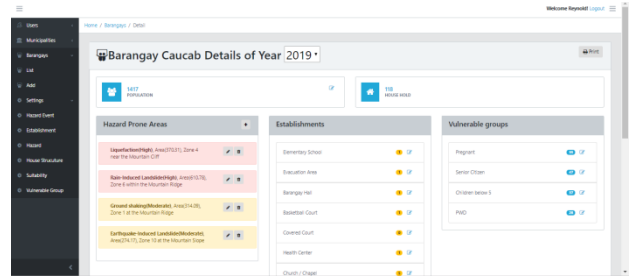 Welcome Reynold! Logout
Users
Municipalities
Barangays
List
Add
Settings
Hazard Event
Establishment
Hazard
House Structure
Suitability
Vulnerable Group
Home / Barangays / Detail
Barangay Caucab Details of Year 2019
Print
1417
POPULATION
118
HOUSE HOLD
Hazard Prone Areas
+
Liquefaction(High), Area(370.51), Zone 4
near the Mountain Cliff
Rain-Induced Landslide(High), Area(610.78),
Zone 6 within the Mountain Ridge
Ground shaking(Moderate), Area(514.09),
Zone 1 at the Mountain Ridge
Earthquake-Induced Landslide(Moderate),
Area(274.17), Zone 10 at the Mountain Slope
Establishments
Elementary School
Evacuation Area
Barangay Hall
Basketball Court
Covered Court
Health Center
Church / Chapel
Vulnerable groups
Pregnant
Senior Citizen
Children below 5
PWD